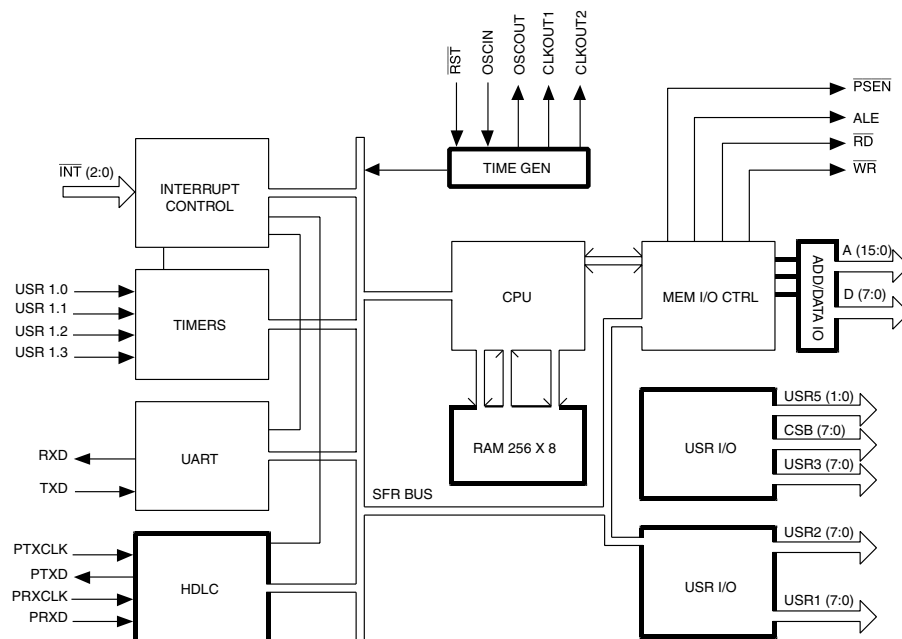 RST
OSCIN
OSCOUT
CLKOUT1
CLKOUT2
PSEN
ALE
RD
WR
INT (2:0)
INTERRUPT
CONTROL
TIME GEN
USR 1.0
USR 1.1
USR 1.2
USR 1.3
TIMERS
CPU
MEM I/O CTRL
ADD/DATA IO
A (15:0)
D (7:0)
RXD
TXD
UART
RAM 256 X 8
USR I/O
USR5 (1:0)
CSB (7:0)
USR3 (7:0)
SFR BUS
PTXCLK
PTXD
PRXCLK
PRXD
HDLC
USR I/O
USR2 (7:0)
USR1 (7:0)